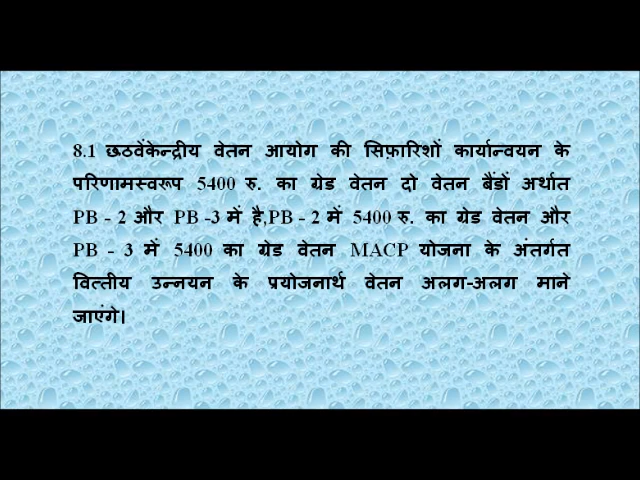 8.1 छठवेंकेन्द्रीय वेतन आयोग की सिफ़ारिशों कार्यान्वयन के
परिणामस्वरूप 5400 रु. का ग्रेड वेतन दो वेतन बैंडों अर्थात
PB - 2 और PB -3 में है,PB - 2 में 5400 रु. का ग्रेड वेतन और
PB - 3 में 5400 का ग्रेड वेतन MACP योजना के अंतर्गत
वित्तीय उन्नयन के प्रयोजनार्थ वेतन अलग-अलग माने
जाएंगे।